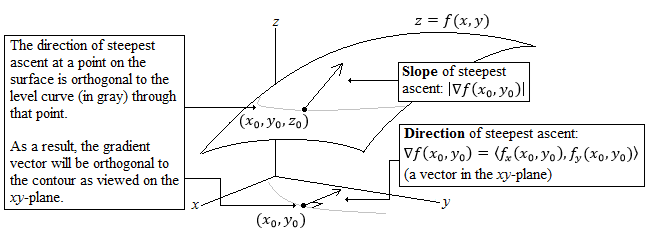 z
z = f(x, y)
The direction of steepest
ascent at a point on the
surface is orthogonal to the
level curve (in gray) through
that point.
As a result, the gradient
vector will be orthogonal to
the contour as viewed on the
xy-plane.
Slope of steepest
ascent: |∇f(x₀, y₀)|
(x₀, y₀, z₀)
Direction of steepest ascent:
∇f(x₀, y₀) = ⟨fₓ(x₀, y₀), f_y(x₀, y₀)⟩
(a vector in the xy-plane)
x
y
(x₀, y₀)